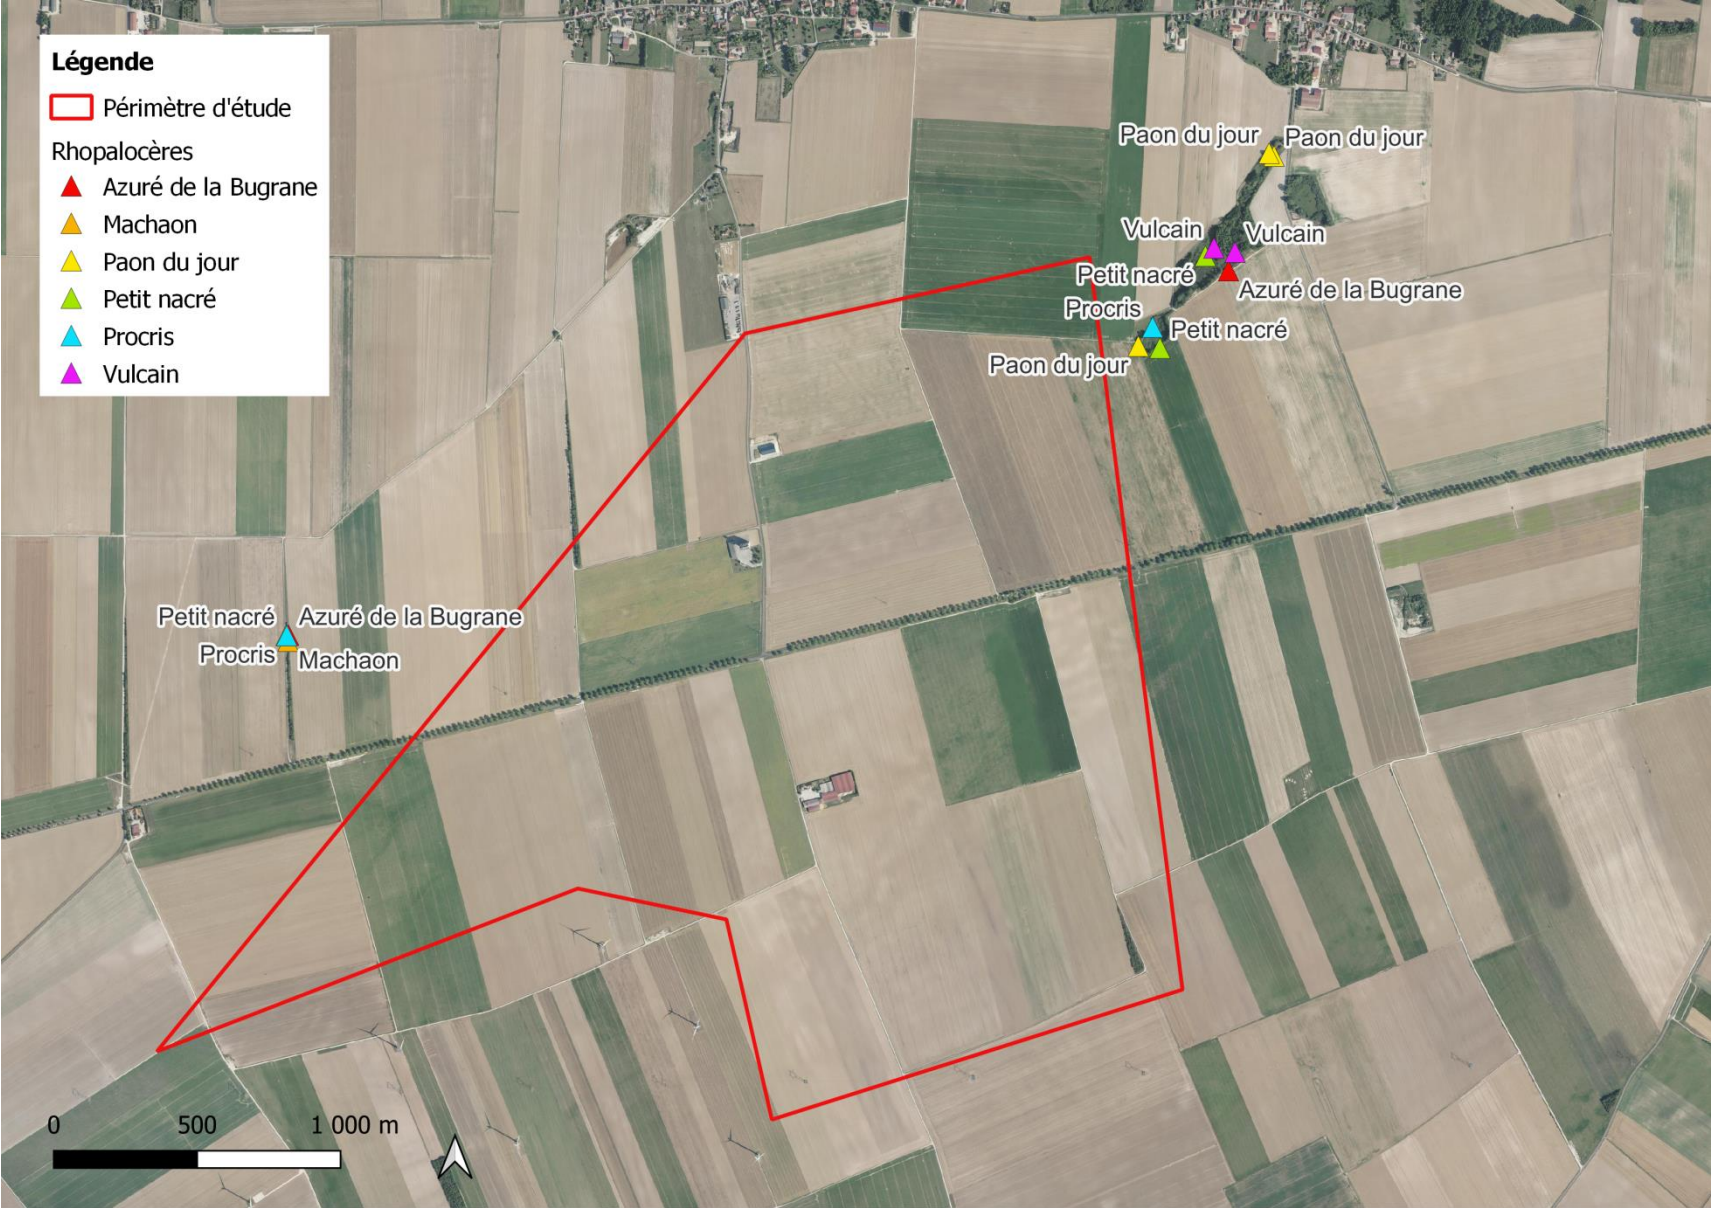 Légende
Périmètre d'étude
Rhopalocères
Azuré de la Bugrane
Machaon
Paon du jour
Petit nacré
Procris
Vulcain
Paon du jour
Paon du jour
Vulcain
Vulcain
Petit nacré
Azuré de la Bugrane
Procris
Petit nacré
Paon du jour
Petit nacré
Azuré de la Bugrane
Procris
Machaon
0 500 1 000 m